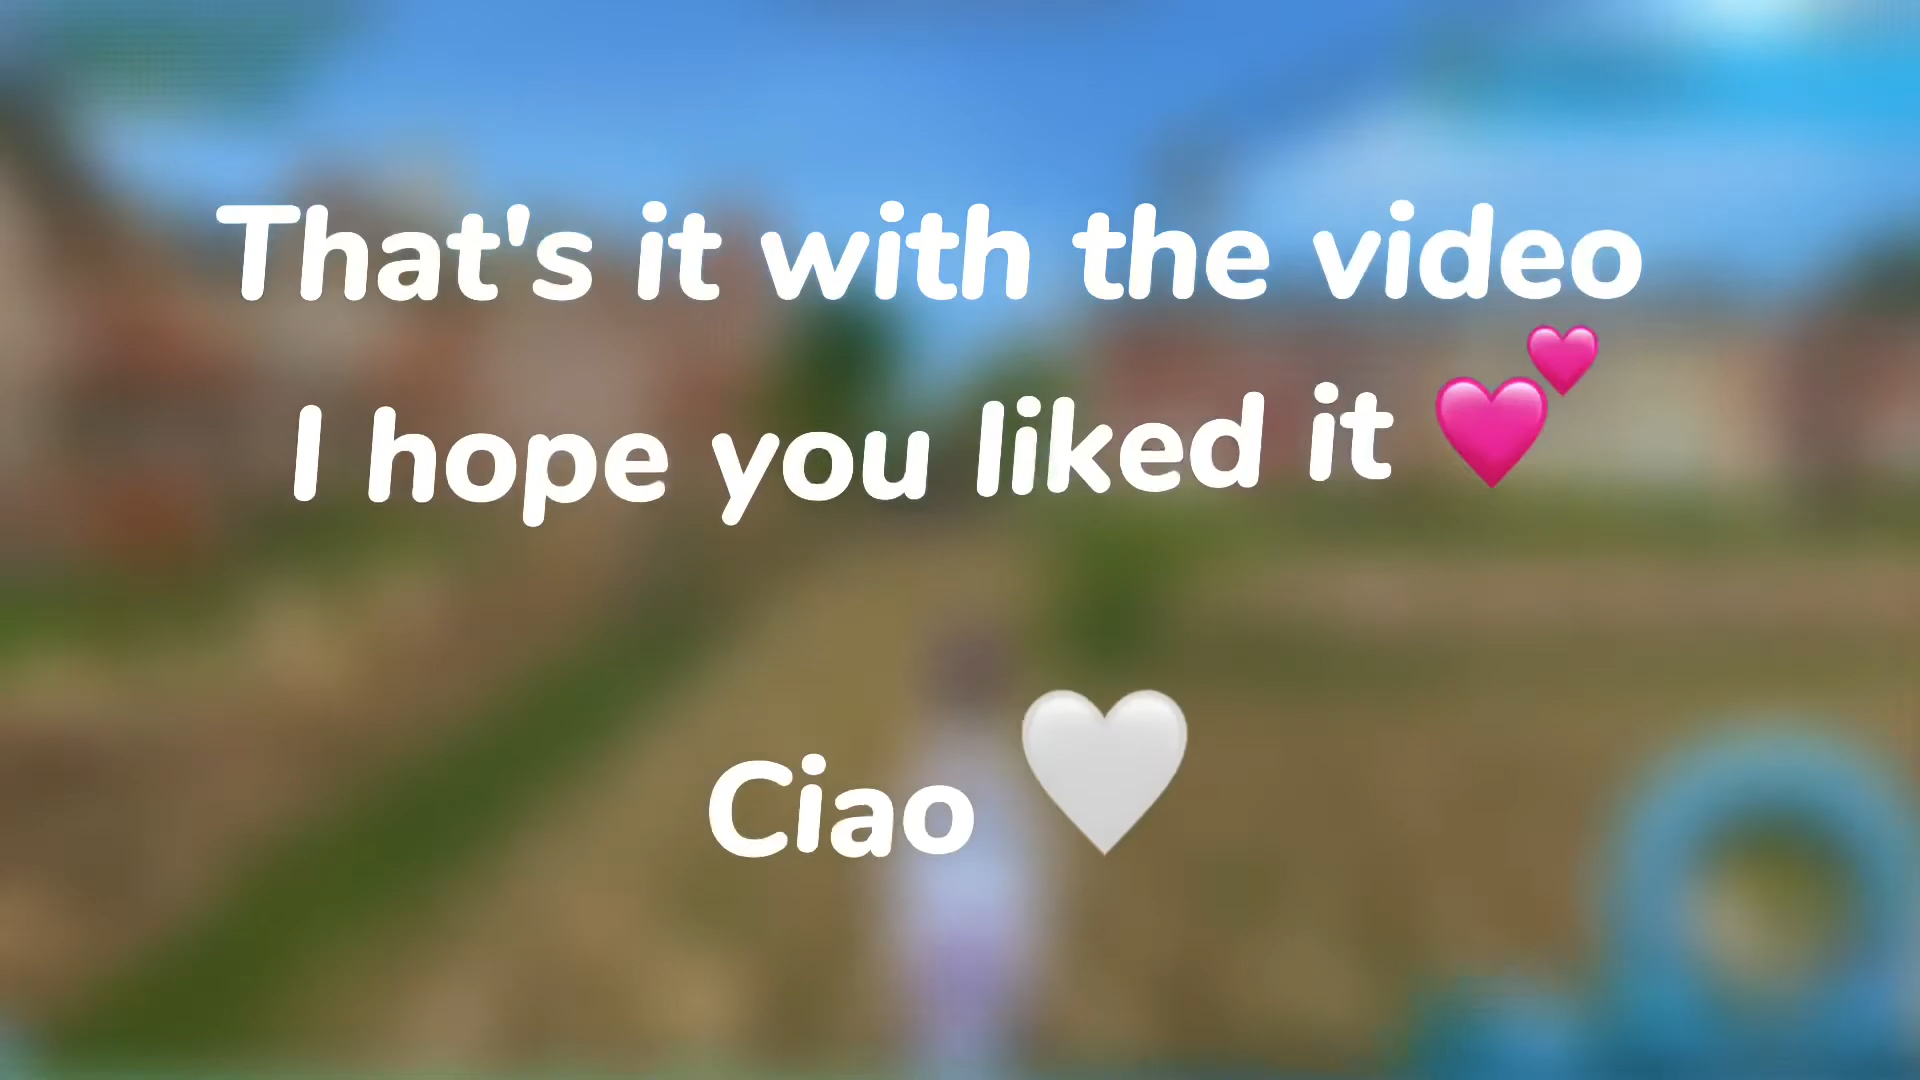 That's it with the video
I hope you liked it 💕
Ciao 🤍